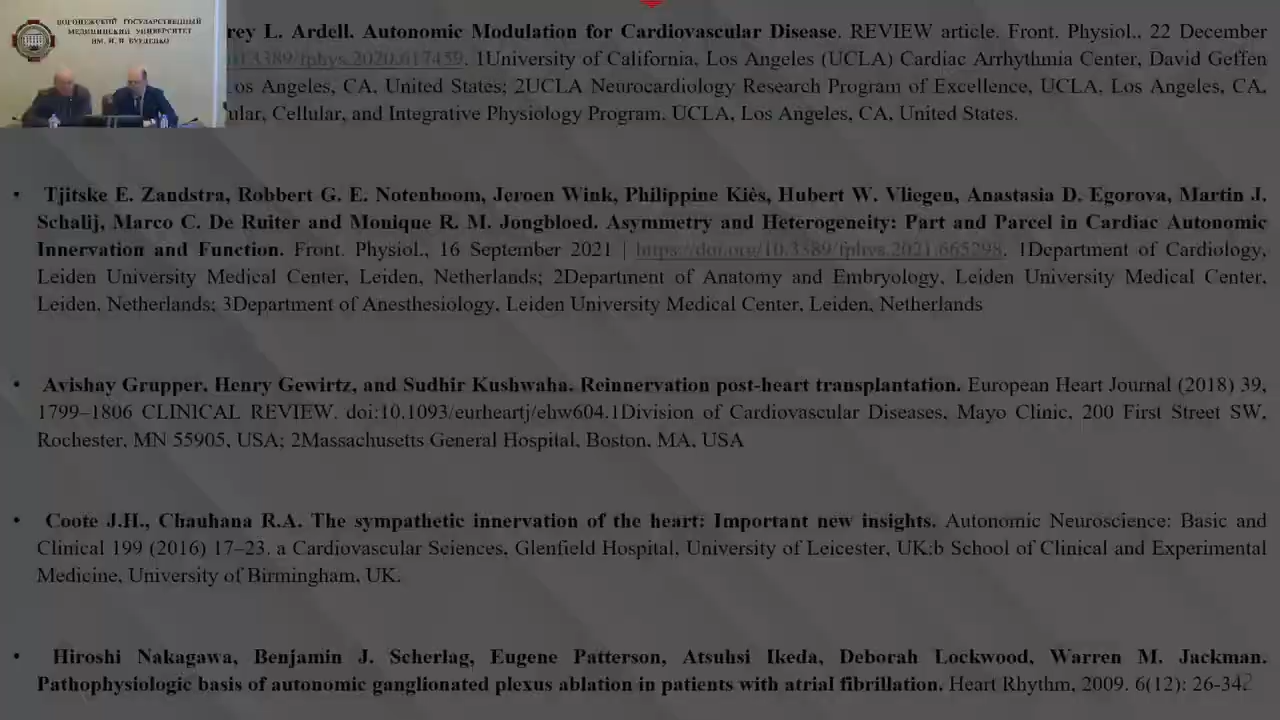 ВОРОНЕЖСКИЙ ГОСУДАРСТВЕННЫЙ
МЕДИЦИНСКИЙ УНИВЕРСИТЕТ
ИМ. Н. Н. БУРДЕНКО
rey L. Ardell. Autonomic Modulation for Cardiovascular Disease. REVIEW article. Front. Physiol., 22 December
3389/fphys.2020.617459. 1University of California, Los Angeles (UCLA) Cardiac Arrhythmia Center, David Geffen
Los Angeles, CA, United States; 2UCLA Neurocardiology Research Program of Excellence, UCLA, Los Angeles, CA,
ular, Cellular, and Integrative Physiology Program, UCLA, Los Angeles, CA, United States.
• Tjitske E. Zandstra, Robbert G. E. Notenboom, Jeroen Wink, Philippine Kiès, Hubert W. Vliegen, Anastasia D. Egorova, Martin J.
Schalij, Marco C. De Ruiter and Monique R. M. Jongbloed. Asymmetry and Heterogeneity: Part and Parcel in Cardiac Autonomic
Innervation and Function. Front. Physiol., 16 September 2021 | https://doi.org/10.3389/fphys.2021.665298. 1Department of Cardiology,
Leiden University Medical Center, Leiden, Netherlands; 2Department of Anatomy and Embryology, Leiden University Medical Center,
Leiden, Netherlands; 3Department of Anesthesiology, Leiden University Medical Center, Leiden, Netherlands
• Avishay Grupper, Henry Gewirtz, and Sudhir Kushwaha. Reinnervation post-heart transplantation. European Heart Journal (2018) 39,
1799–1806 CLINICAL REVIEW. doi:10.1093/eurheartj/ehw604.1Division of Cardiovascular Diseases, Mayo Clinic, 200 First Street SW,
Rochester, MN 55905, USA; 2Massachusetts General Hospital, Boston, MA, USA
• Coote J.H., Chauhana R.A. The sympathetic innervation of the heart: Important new insights. Autonomic Neuroscience: Basic and
Clinical 199 (2016) 17–23. a Cardiovascular Sciences, Glenfield Hospital, University of Leicester, UK:b School of Clinical and Experimental
Medicine, University of Birmingham, UK.
• Hiroshi Nakagawa, Benjamin J. Scherlag, Eugene Patterson, Atsuhsi Ikeda, Deborah Lockwood, Warren M. Jackman.
Pathophysiologic basis of autonomic ganglionated plexus ablation in patients with atrial fibrillation. Heart Rhythm, 2009. 6(12): 26-34.